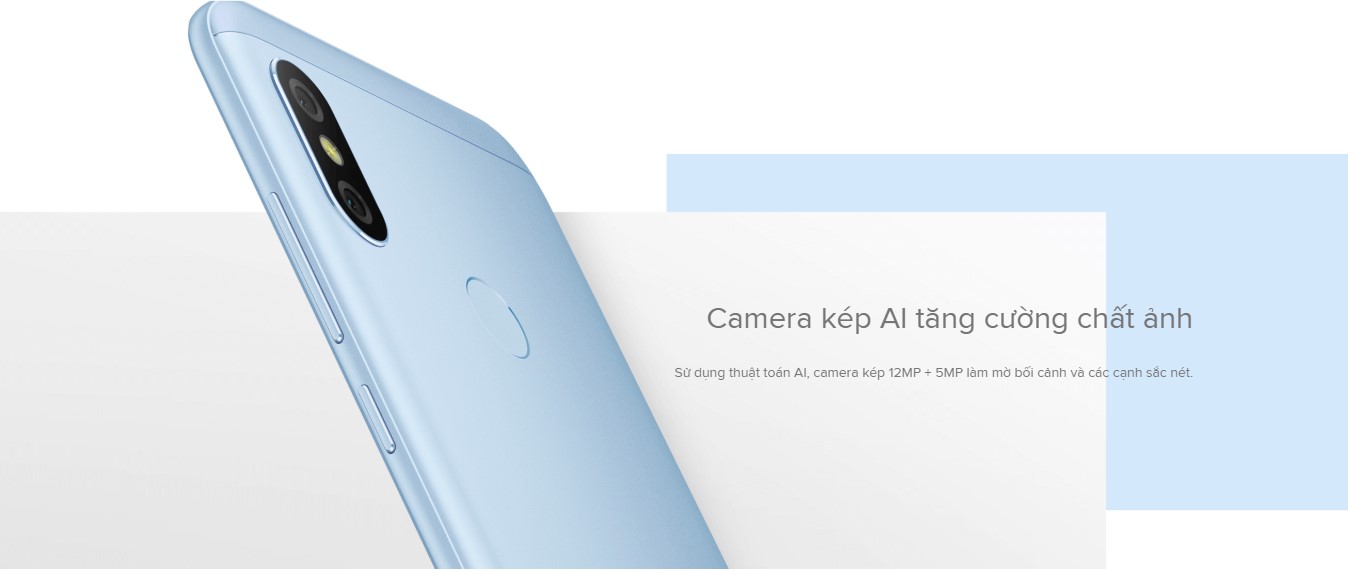 Camera kép AI tăng cường chất ảnh
Sử dụng thuật toán AI, camera kép 12MP + 5MP làm mờ bối cảnh và các cạnh sắc nét.